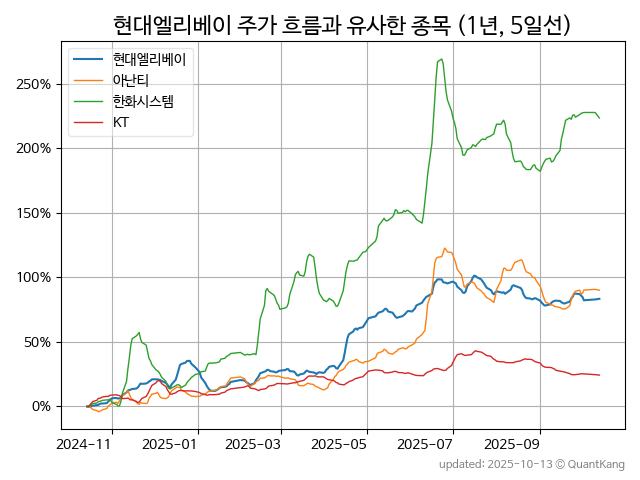 현대엘리베이 주가 흐름과 유사한 종목 (1년, 5일선)
현대엘리베이
아난티
한화시스템
KT
250%
200%
150%
100%
50%
0%
2024-11
2025-01
2025-03
2025-05
2025-07
2025-09
updated: 2025-10-13 © QuantKang